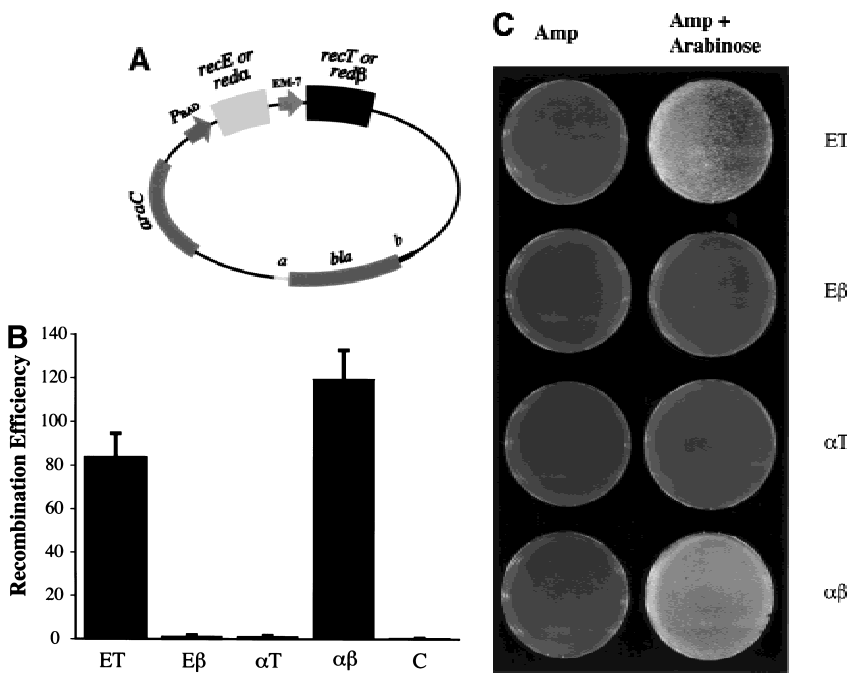 A
recE or
redα
EM-7
recT or
redβ
PBAD
araC
a
bla
b
B
Recombination Efficiency
140
120
100
80
60
40
20
0
ET
Eβ
αT
αβ
C
C
Amp
Amp +
Arabinose
ET
Eβ
αT
αβ